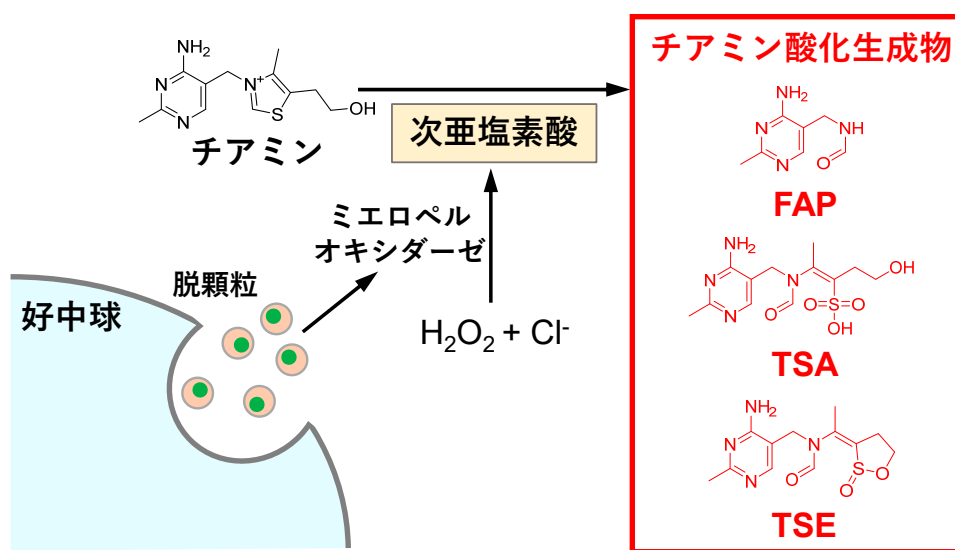 チアミン酸化生成物
NH2
N
N
N+
S
OH
チアミン
次亜塩素酸
NH2
N
N
NH
O
FAP
ミエロペル
オキシダーゼ
脱顆粒
好中球
H2O2 + Cl-
NH2
N
N
N
O
OH
O=S=O
OH
TSA
NH2
N
N
N
O
S
O
O
TSE